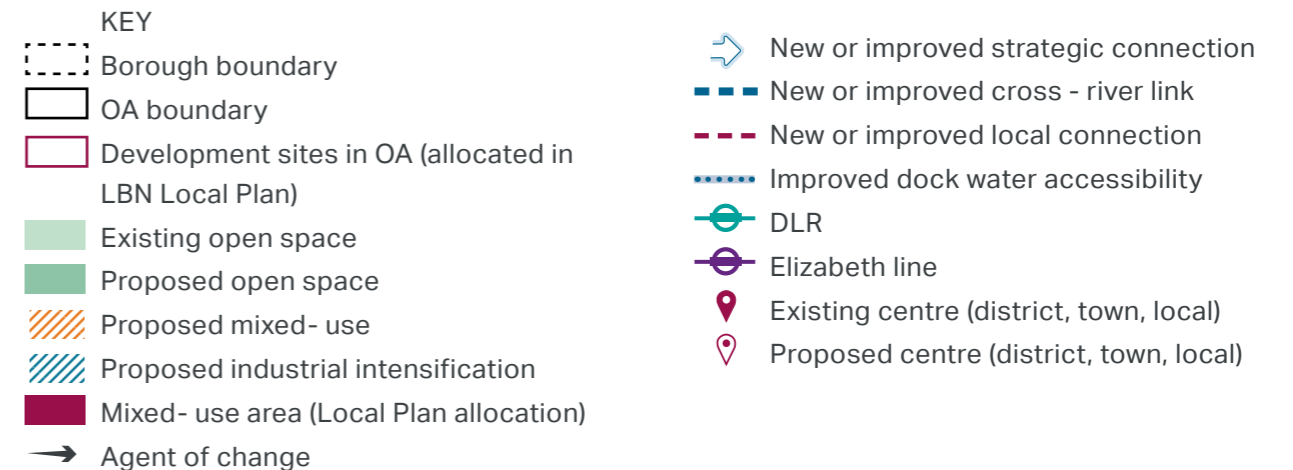 KEY
Borough boundary
OA boundary
Development sites in OA (allocated in
LBN Local Plan)
Existing open space
Proposed open space
Proposed mixed- use
Proposed industrial intensification
Mixed- use area (Local Plan allocation)
Agent of change
New or improved strategic connection
New or improved cross - river link
New or improved local connection
Improved dock water accessibility
DLR
Elizabeth line
Existing centre (district, town, local)
Proposed centre (district, town, local)